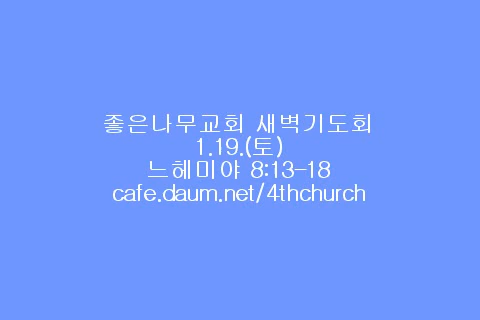 좋은나무교회 새벽기도회
1.19.(토)
느헤미야 8:13-18
cafe.daum.net/4thchurch